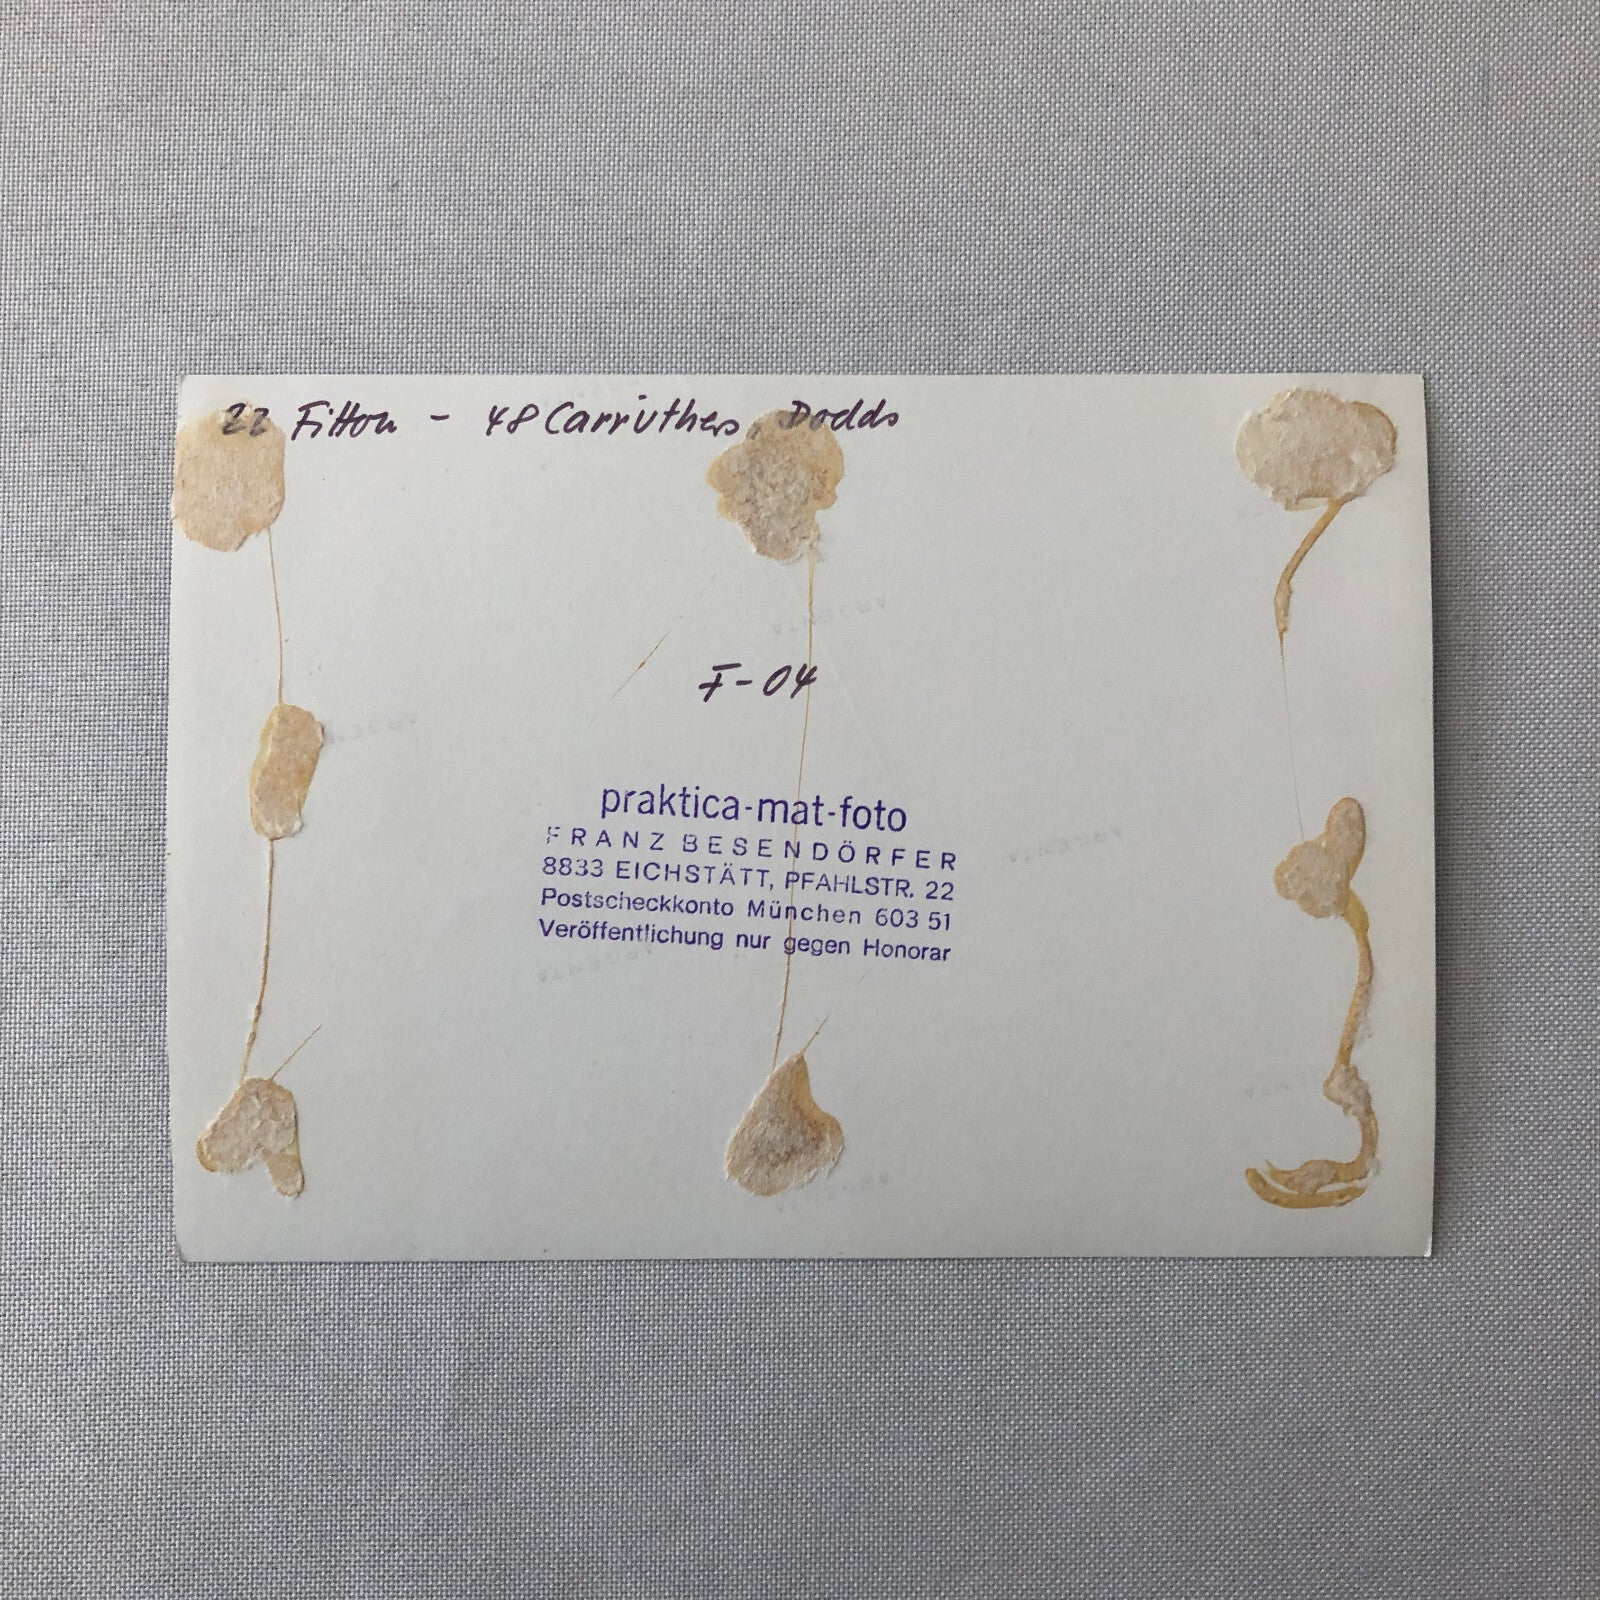 22 Fitton - 48 Carruthers, Dodds
F-04
praktica-mat-foto
FRANZ BESENDÖRFER
8833 EICHSTÄTT, PFAHLSTR. 22
Postscheckkonto München 603 51
Veröffentlichung nur gegen Honorar